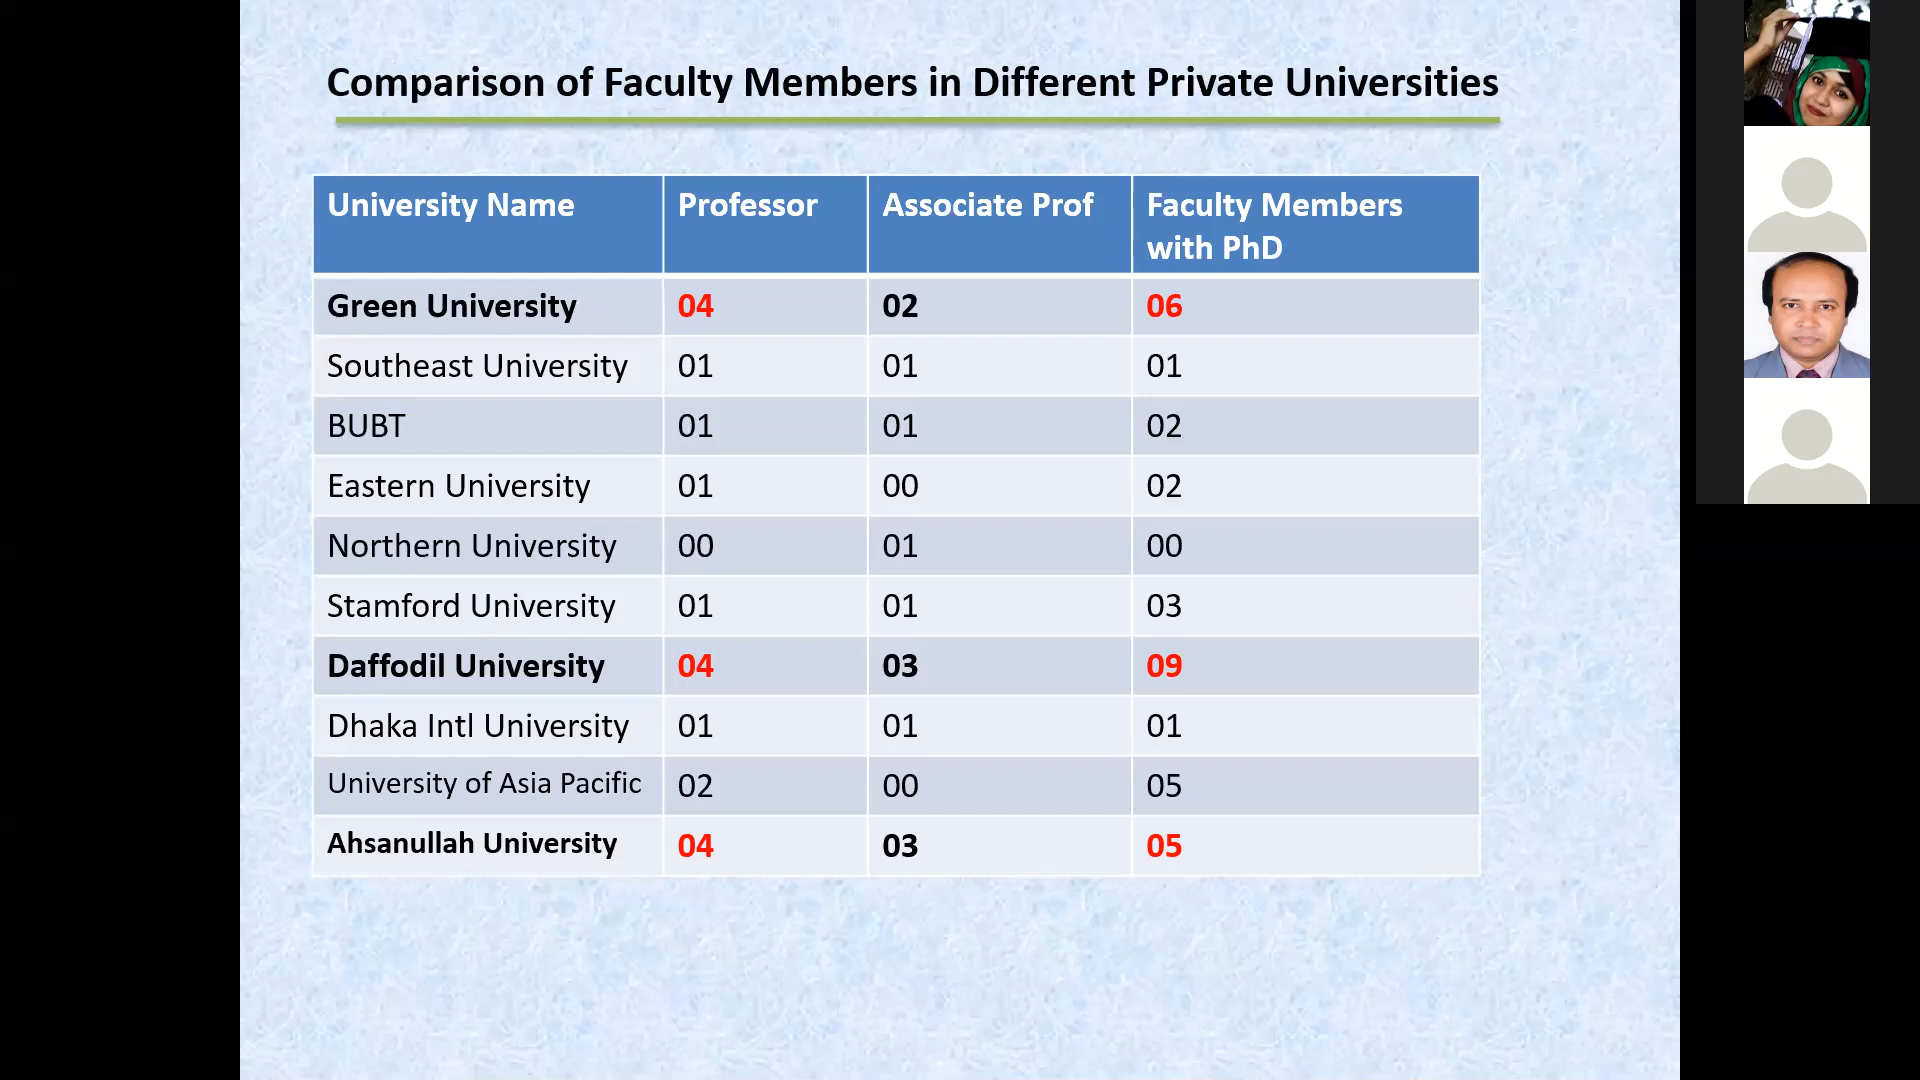 Comparison of Faculty Members in Different Private Universities
University Name Professor Associate Prof Faculty Members
with PhD
Green University 04 02 06
Southeast University 01 01 01
BUBT 01 01 02
Eastern University 01 00 02
Northern University 00 01 00
Stamford University 01 01 03
Daffodil University 04 03 09
Dhaka Intl University 01 01 01
University of Asia Pacific 02 00 05
Ahsanullah University 04 03 05